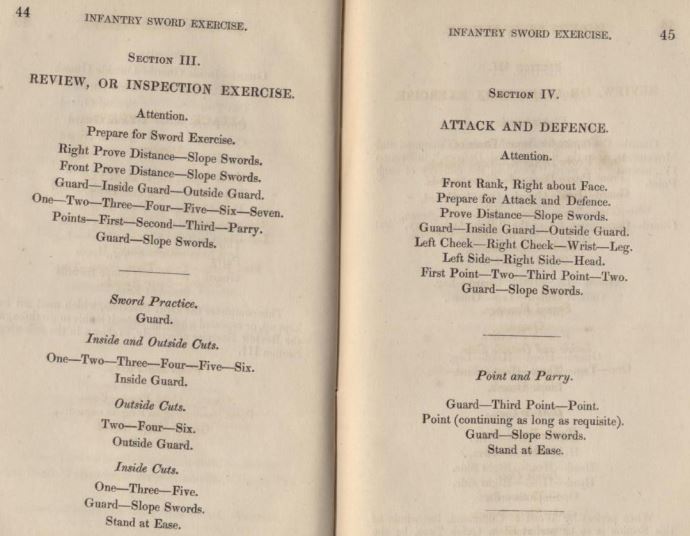 44
INFANTRY SWORD EXERCISE.
SECTION III.
REVIEW, OR INSPECTION EXERCISE.
Attention.
Prepare for Sword Exercise.
Right Prove Distance—Slope Swords.
Front Prove Distance—Slope Swords.
Guard—Inside Guard—Outside Guard.
One—Two—Three—Four—Five—Six—Seven.
Points—First—Second—Third—Parry.
Guard—Slope Swords.
Sword Practice.
Guard.
Inside and Outside Cuts.
One—Two—Three—Four—Five—Six.
Inside Guard.
Outside Cuts.
Two—Four—Six.
Outside Guard.
Inside Cuts.
One—Three—Five.
Guard—Slope Swords.
Stand at Ease.
INFANTRY SWORD EXERCISE.
45
SECTION IV.
ATTACK AND DEFENCE.
Attention.
Front Rank, Right about Face.
Prepare for Attack and Defence.
Prove Distance—Slope Swords.
Guard—Inside Guard—Outside Guard.
Left Cheek—Right Cheek—Wrist—Leg.
Left Side—Right Side—Head.
First Point—Two—Third Point—Two.
Guard—Slope Swords.
Point and Parry.
Guard—Third Point—Point.
Point (continuing as long as requisite).
Guard—Slope Swords.
Stand at Ease.